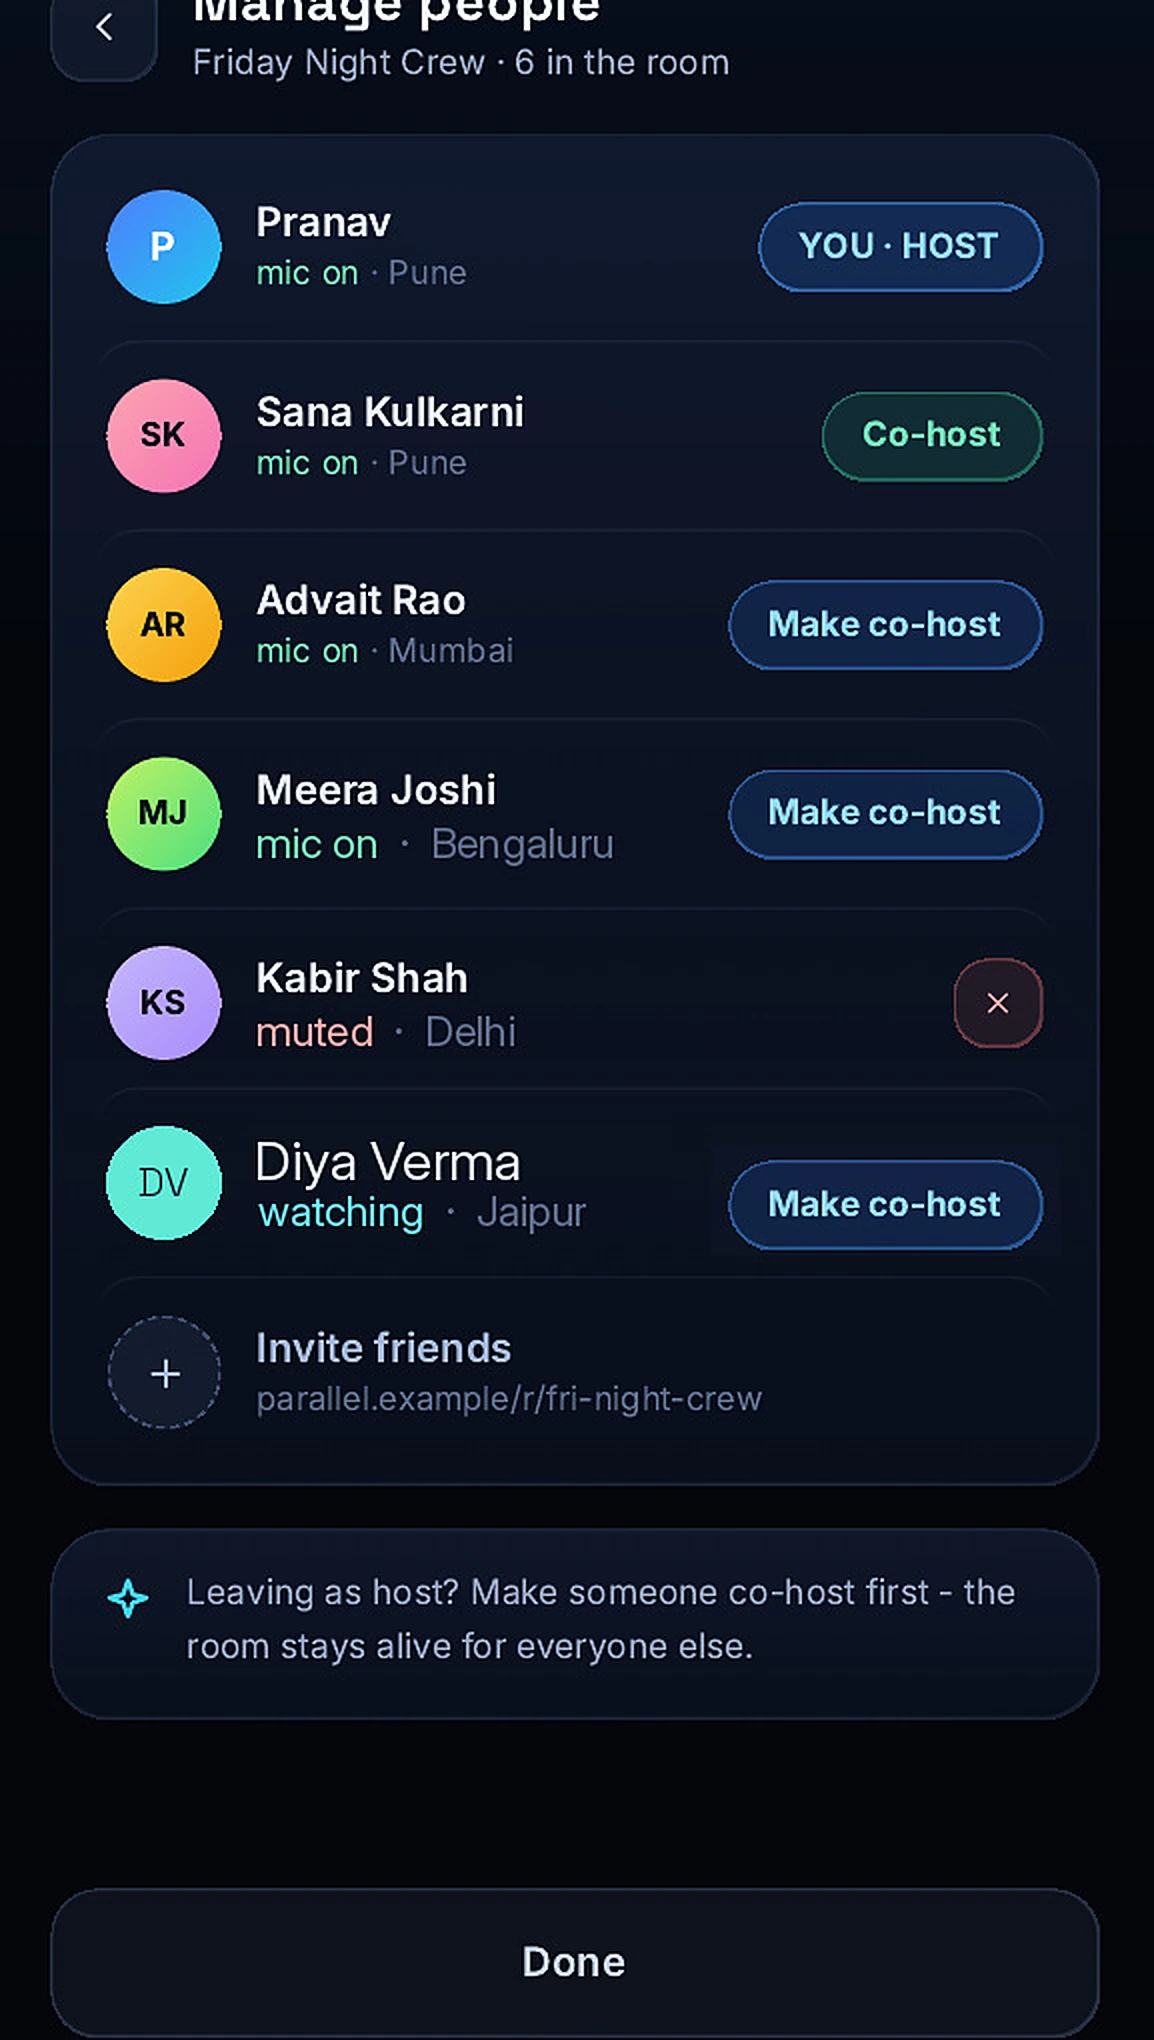 Manage people
Friday Night Crew · 6 in the room
P
Pranav
YOU · HOST
mic on · Pune
SK
Sana Kulkarni
Co-host
mic on · Pune
AR
Advait Rao
Make co-host
mic on · Mumbai
MJ
Meera Joshi
Make co-host
mic on · Bengaluru
KS
Kabir Shah
muted · Delhi
DV
Diya Verma
Make co-host
watching · Jaipur
Invite friends
parallel.example/r/fri-night-crew
Leaving as host? Make someone co-host first - the
room stays alive for everyone else.
Done